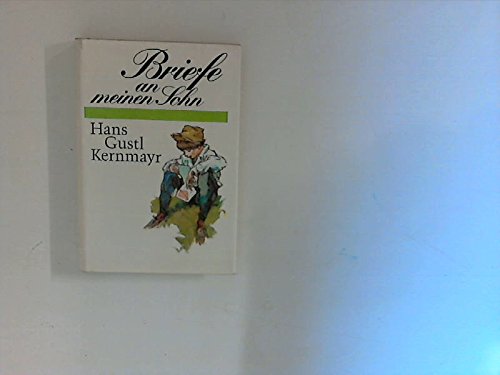 Briefe
an
meinen Sohn
Hans
Gustl
Kernmayr